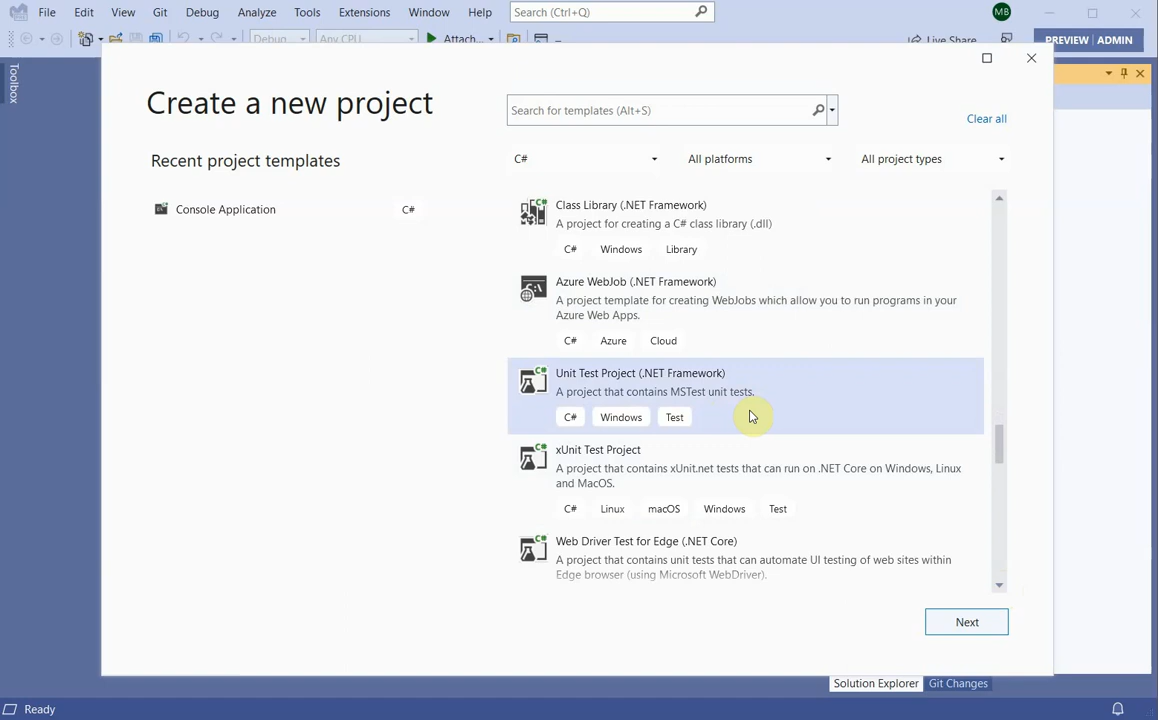 File Edit View Git Debug Analyze Tools Extensions Window Help Search (Ctrl+Q) MB
Debug Any CPU Attach... Live Share PREVIEW ADMIN
Toolbox
Create a new project
Search for templates (Alt+S)
Clear all
Recent project templates
C# All platforms All project types
Console Application C#
Class Library (.NET Framework)
A project for creating a C# class library (.dll)
C# Windows Library
Azure WebJob (.NET Framework)
A project template for creating WebJobs which allow you to run programs in your
Azure Web Apps.
C# Azure Cloud
Unit Test Project (.NET Framework)
A project that contains MSTest unit tests.
C# Windows Test
xUnit Test Project
A project that contains xUnit.net tests that can run on .NET Core on Windows, Linux
and MacOS.
C# Linux macOS Windows Test
Web Driver Test for Edge (.NET Core)
A project that contains unit tests that can automate UI testing of web sites within
Edge browser (using Microsoft WebDriver).
Next
Solution Explorer Git Changes
Ready